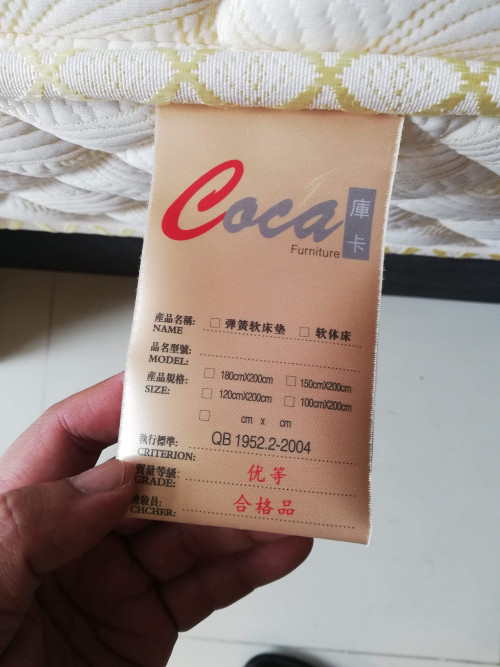 Coca 庫卡
Furniture
産品名稱: □ 弹簧软床垫 □ 软体床
NAME
品名型號:
MODEL:
産品規格: □ 180cmX200cm □ 150cmX200cm
SIZE: □ 120cmX200cm □ 100cmX200cm
□ cm x cm
執行標準: QB 1952.2-2004
CRITERION:
質量等級: 优等
GRADE:
檢驗員: 合格品
CHCHER: